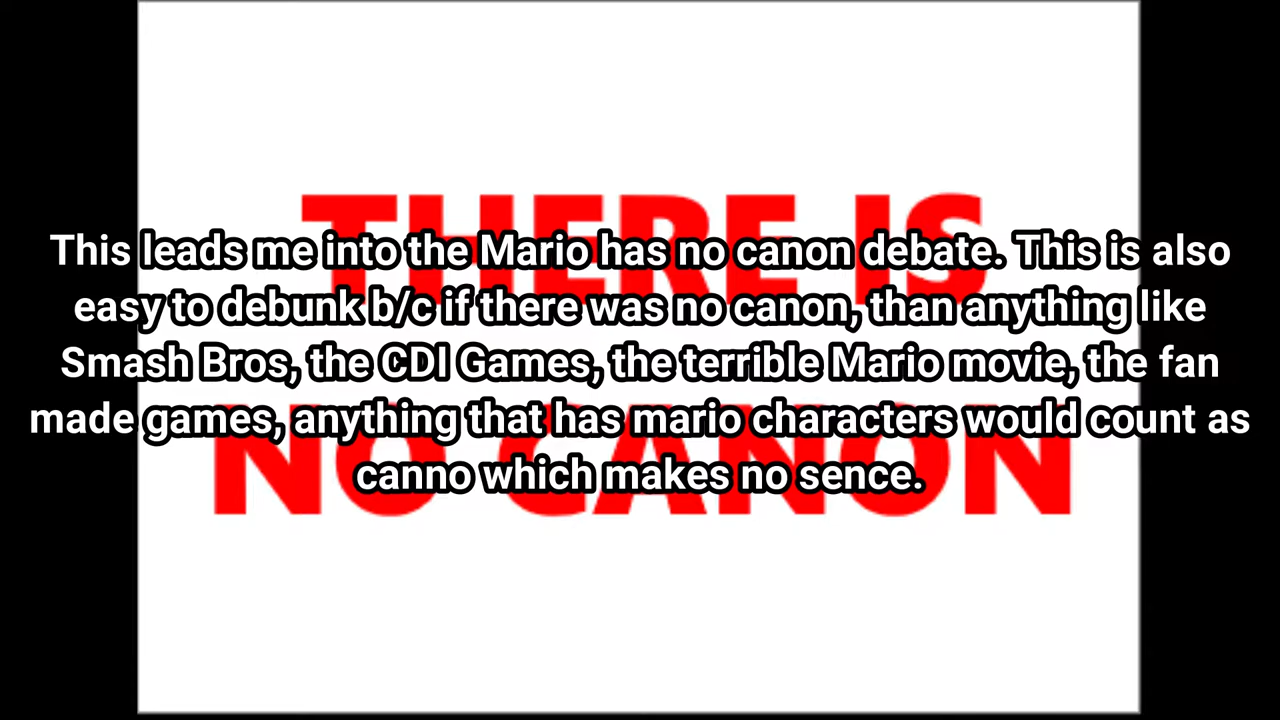 THERE IS
NO CANON
This leads me into the Mario has no canon debate. This is also
easy to debunk b/c if there was no canon, than anything like
Smash Bros, the CDI Games, the terrible Mario movie, the fan
made games, anything that has mario characters would count as
canno which makes no sence.